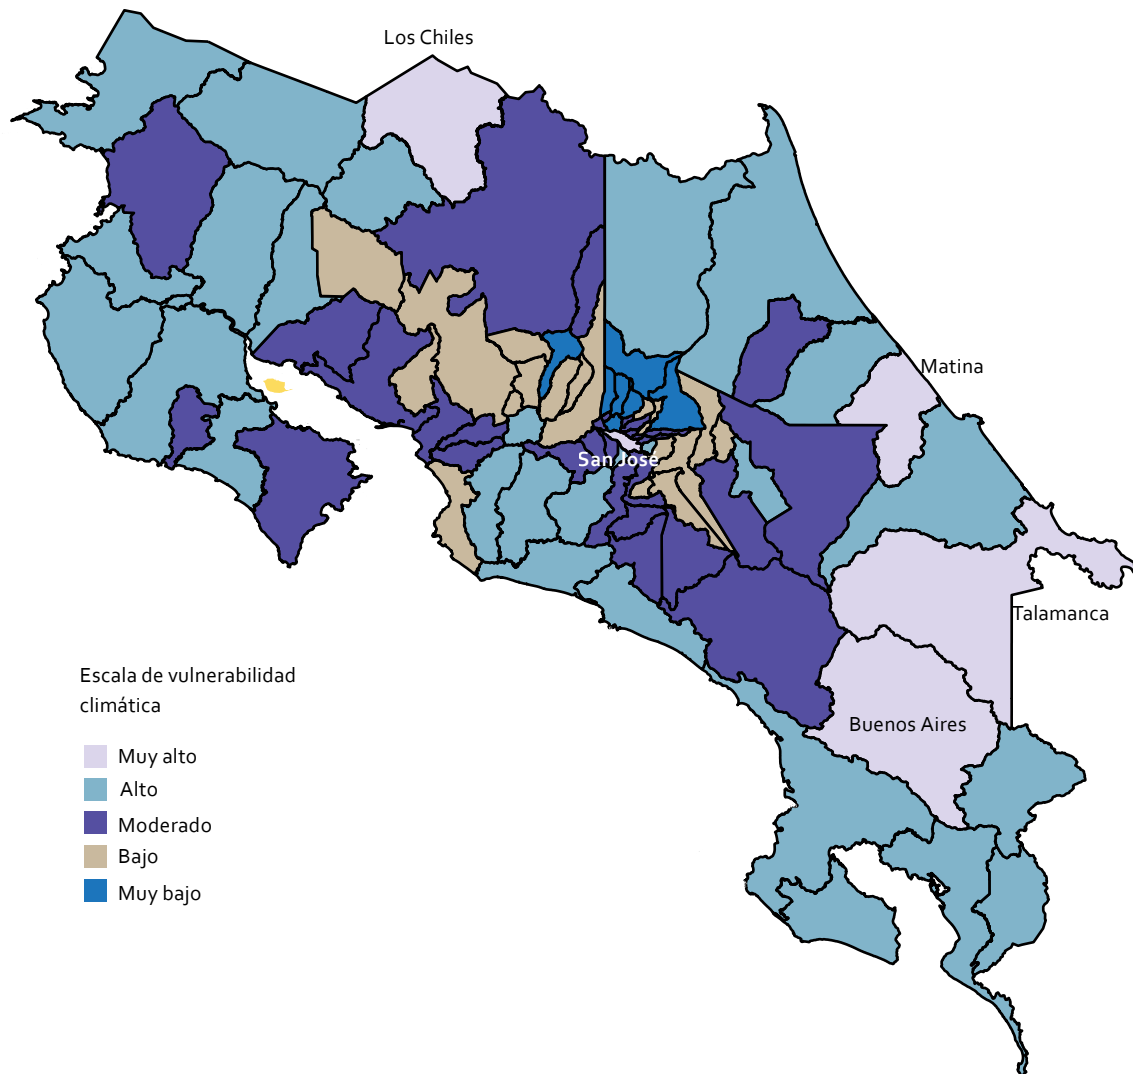 Los Chiles
Matina
San José
Talamanca
Buenos Aires
Escala de vulnerabilidad
climática
Muy alto
Alto
Moderado
Bajo
Muy bajo